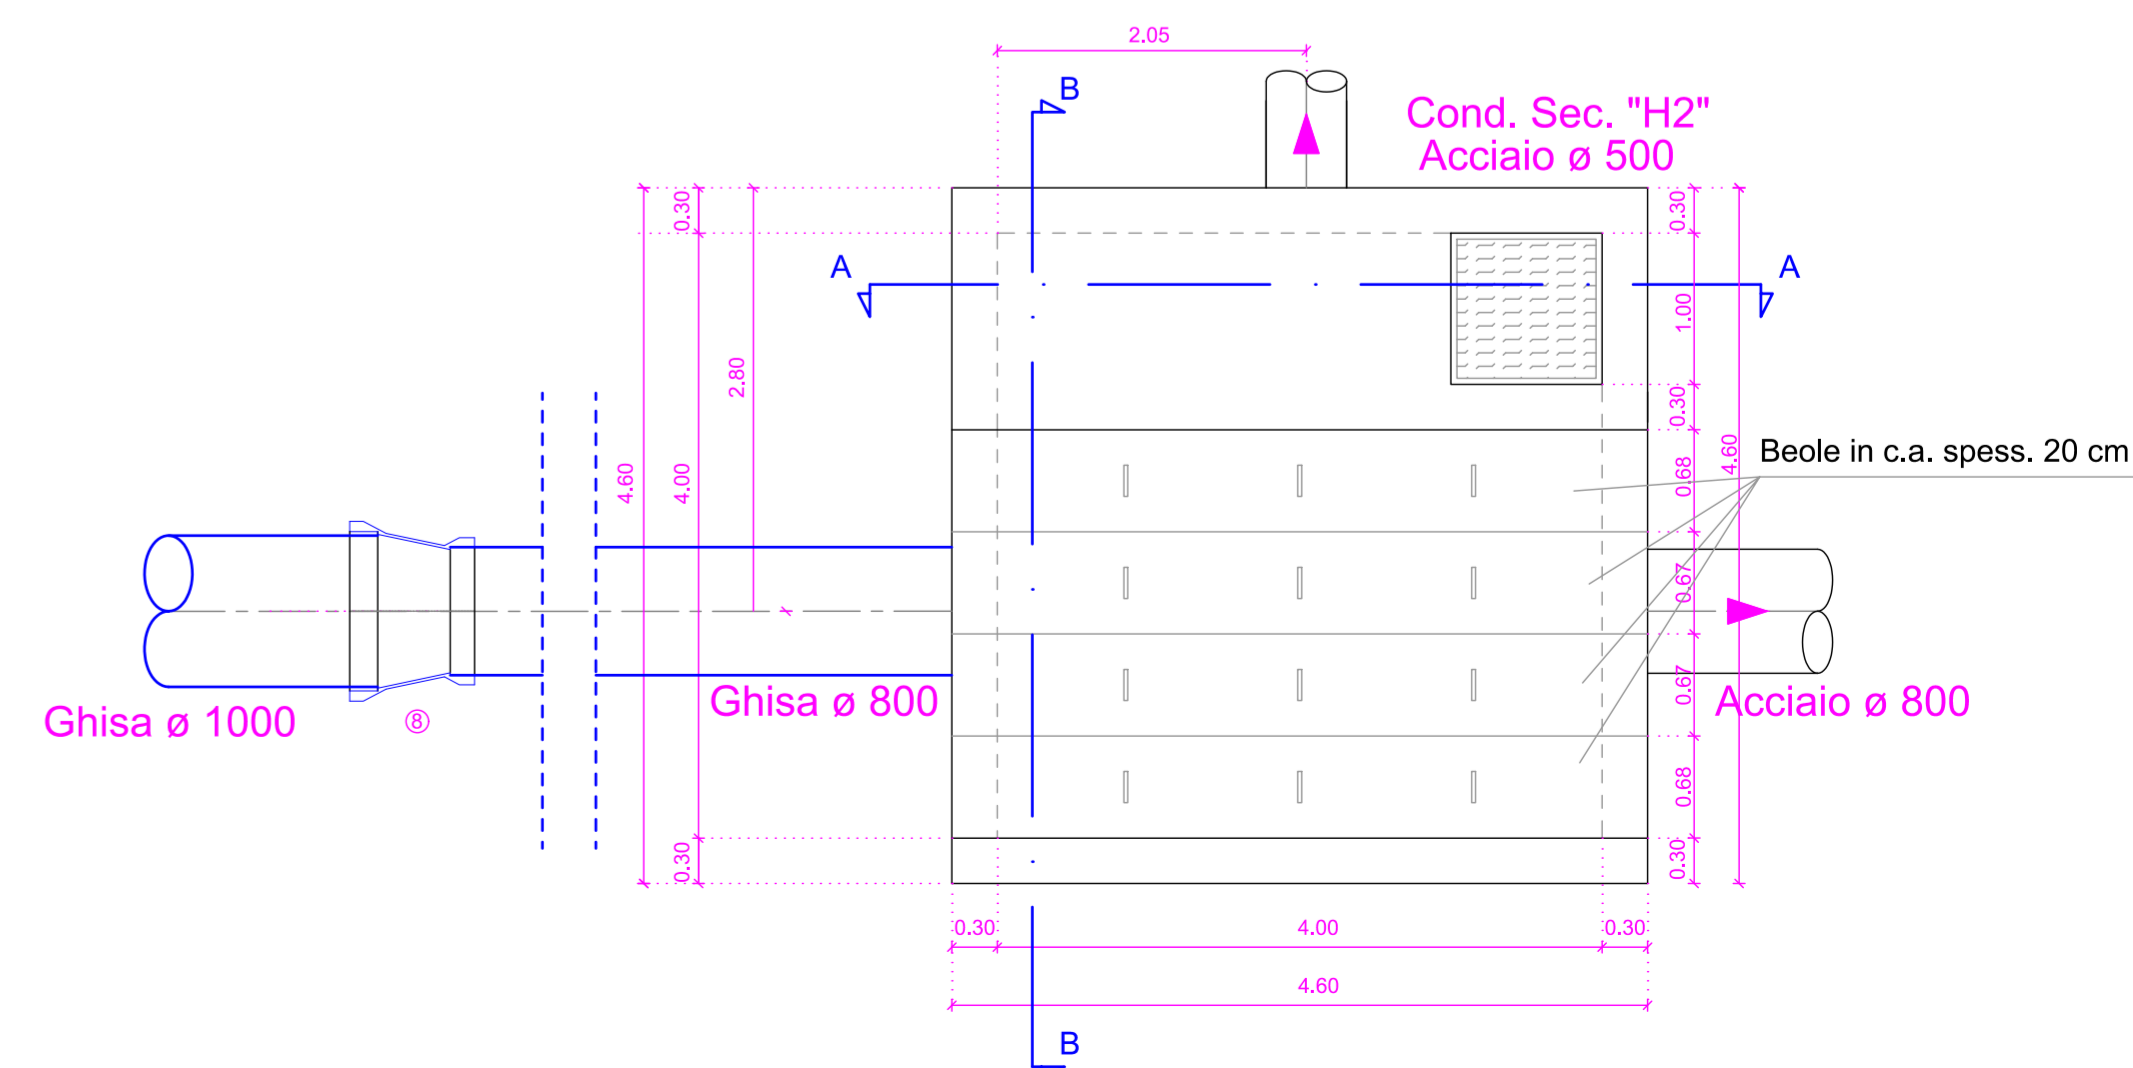 2.05
B
Cond. Sec. "H2"
Acciaio ø 500
0.30
0.30
A
A
1.00
2.80
0.30
4.60
4.00
0.68
4.60
Beole in c.a. spess. 20 cm
0.67
0.67
Ghisa ø 1000
⑧
Ghisa ø 800
Acciaio ø 800
0.68
0.30
0.30
0.30
4.00
0.30
4.60
B